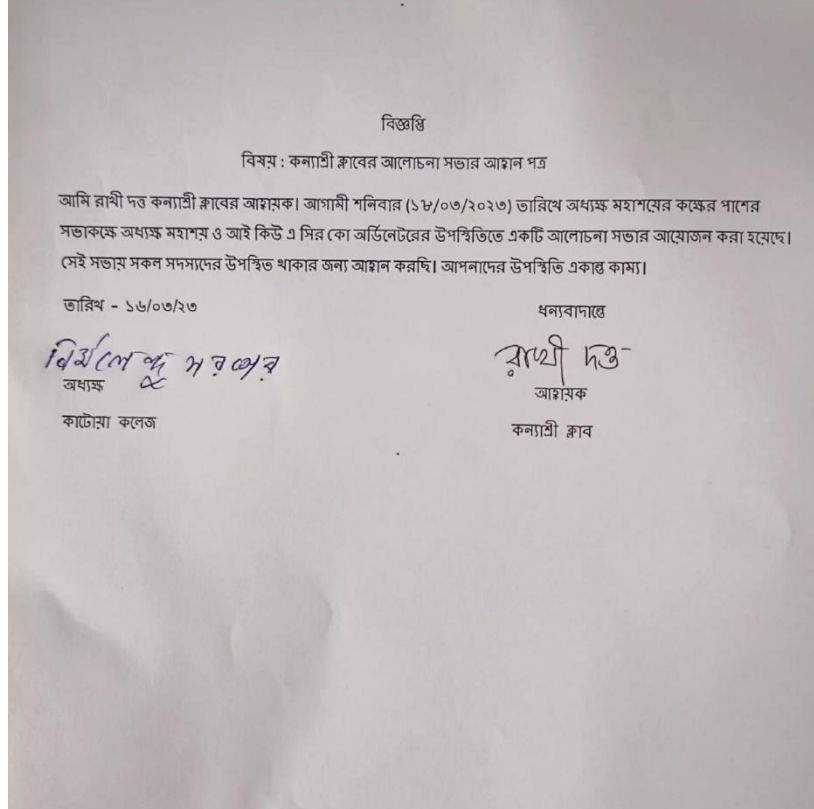 বিজ্ঞপ্তি
বিষয় : কন্যাশ্রী ক্লাবের আলোচনা সভার আহ্বান পত্র
আমি রাখী দত্ত কন্যাশ্রী ক্লাবের আহ্বায়ক। আগামী শনিবার (১৮/০৩/২০২৩) তারিখে অধ্যক্ষ মহাশয়ের কক্ষের পাশের
সভাকক্ষে অধ্যক্ষ মহাশয় ও আই কিউ এ সির কো অর্ডিনেটরের উপস্থিতিতে একটি আলোচনা সভার আয়োজন করা হয়েছে।
সেই সভায় সকল সদস্যদের উপস্থিত থাকার জন্য আহ্বান করছি। আপনাদের উপস্থিতি একান্ত কাম্য।
তারিখ - ১৬/০৩/২৩
নির্মলেন্দু সরকার
অধ্যক্ষ
কাটোয়া কলেজ
ধন্যবাদান্তে
রাখী দত্ত
আহ্বায়ক
কন্যাশ্রী ক্লাব